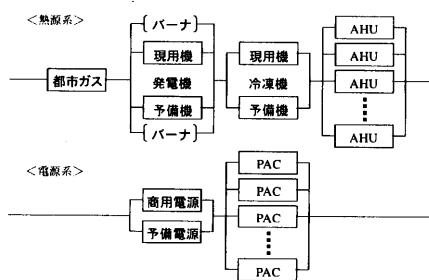 <熱源系>
(バーナ)
現用機
都市ガス
発電機
予備機
(バーナ)
現用機
冷凍機
予備機
AHU
AHU
AHU
AHU
<電源系>
商用電源
予備電源
PAC
PAC
PAC
PAC